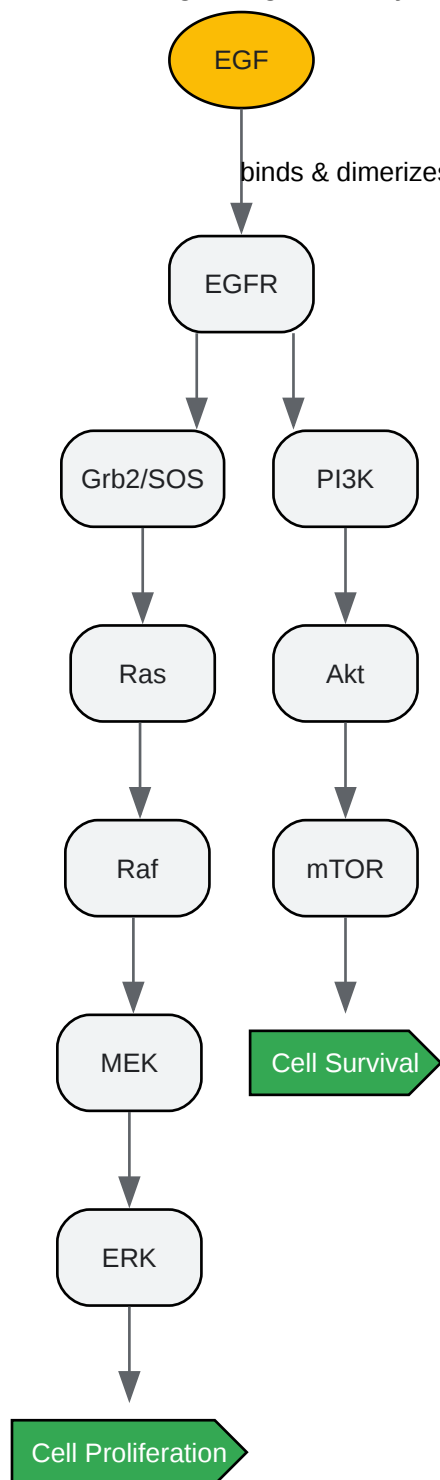 EGF
binds & dimerizes
EGFR
Grb2/SOS
PI3K
Ras
Akt
Raf
mTOR
MEK
Cell Survival
ERK
Cell Proliferation